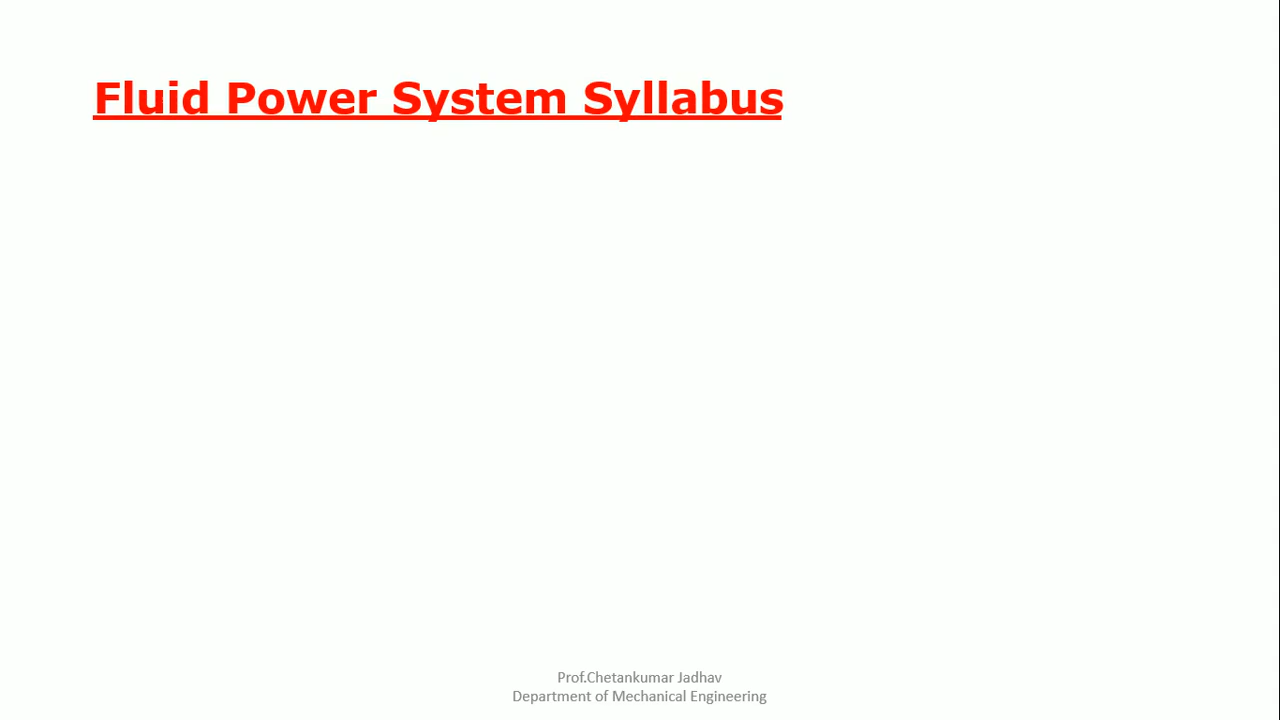 Fluid Power System Syllabus
Prof.Chetankumar Jadhav
Department of Mechanical Engineering